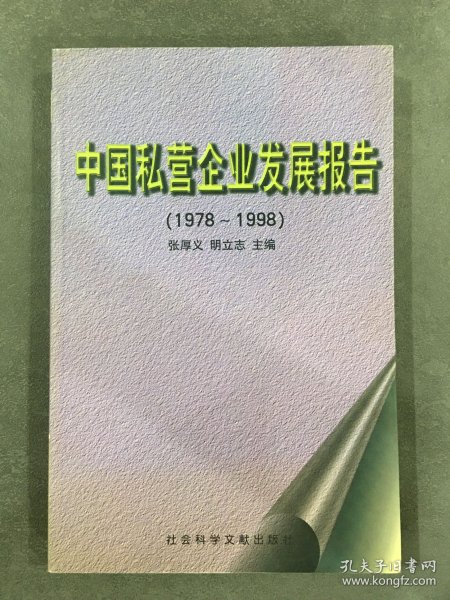 中国私营企业发展报告
(1978～1998)
张厚义 明立志 主编
社会科学文献出版社
孔夫子旧书网
www.kongfz.com